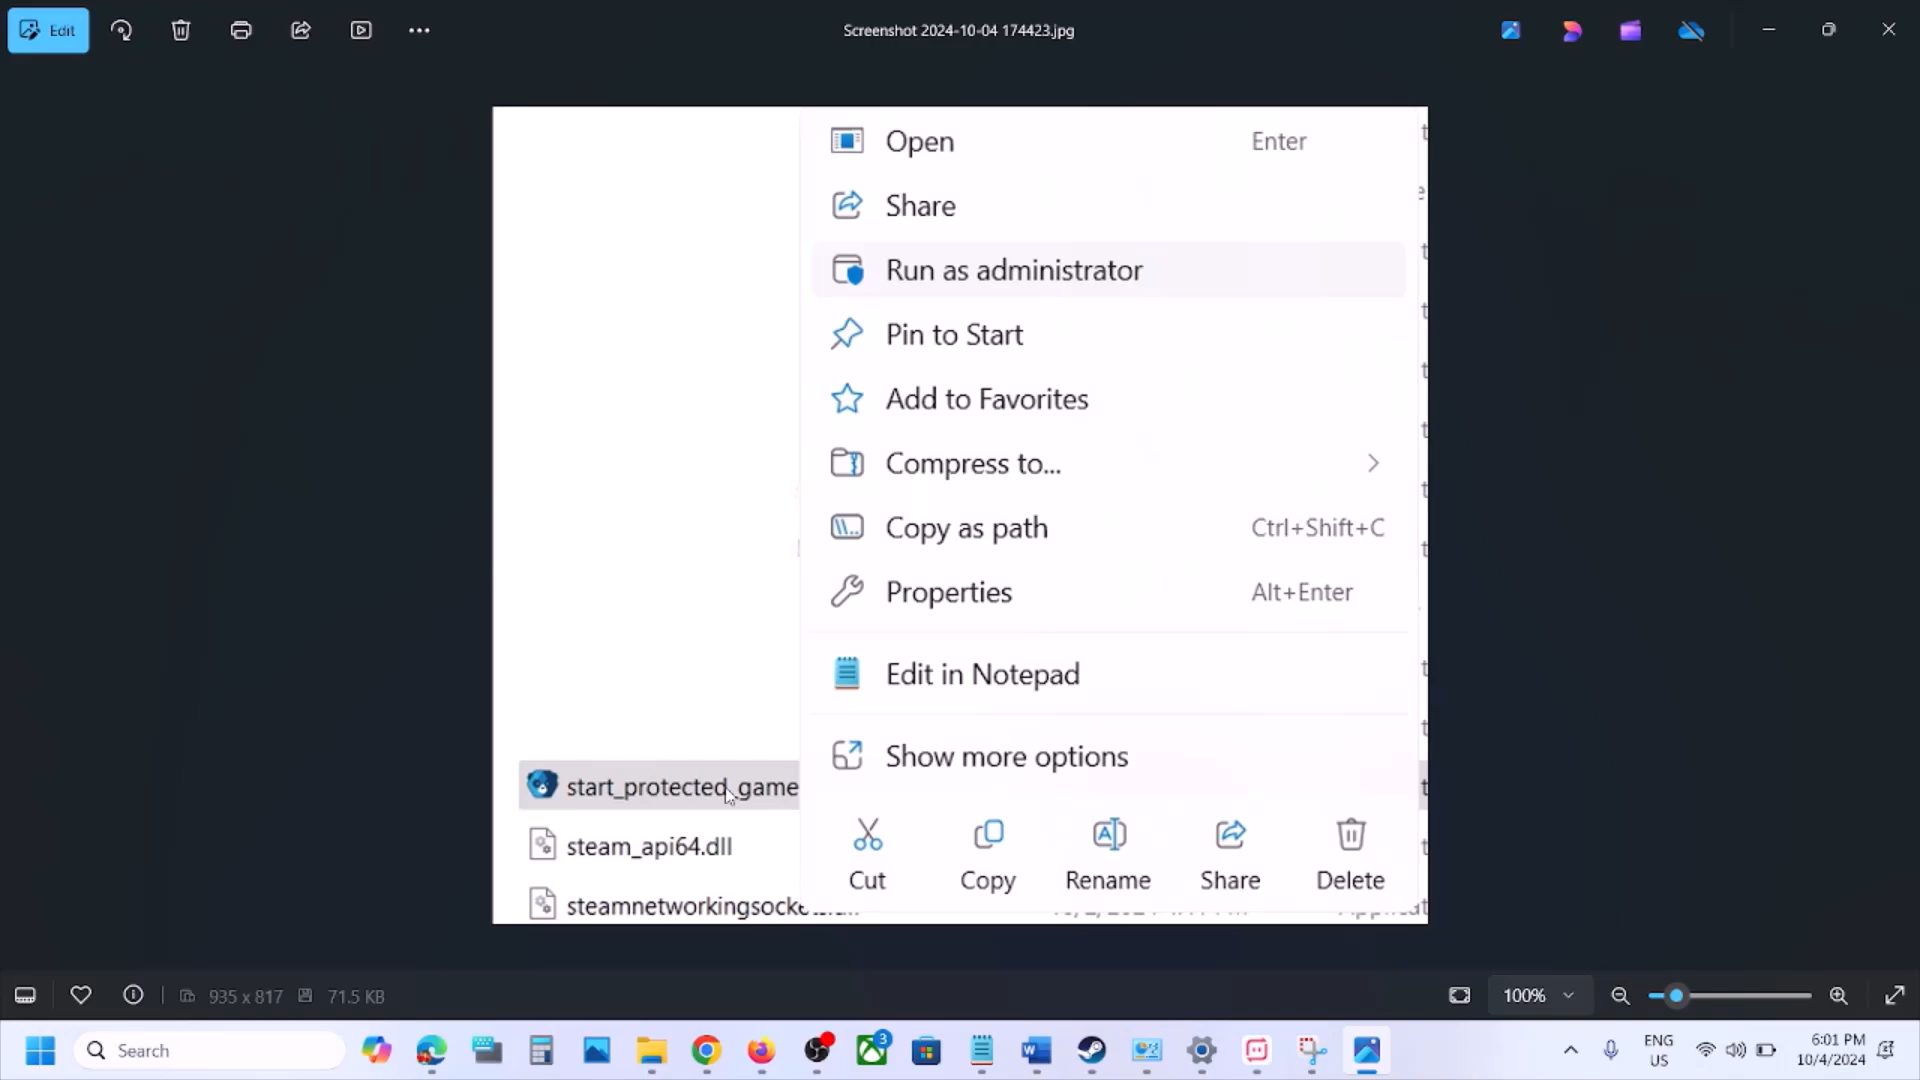 Edit
Screenshot 2024-10-04 174423.jpg
Open Enter
Share
Run as administrator
Pin to Start
Add to Favorites
Compress to...
Copy as path Ctrl+Shift+C
Properties Alt+Enter
Edit in Notepad
Show more options
start_protected_game
steam_api64.dll
Cut Copy Rename Share Delete
935 x 817 71.5 KB
100%
Search
3
ENG
US
6:01 PM
10/4/2024